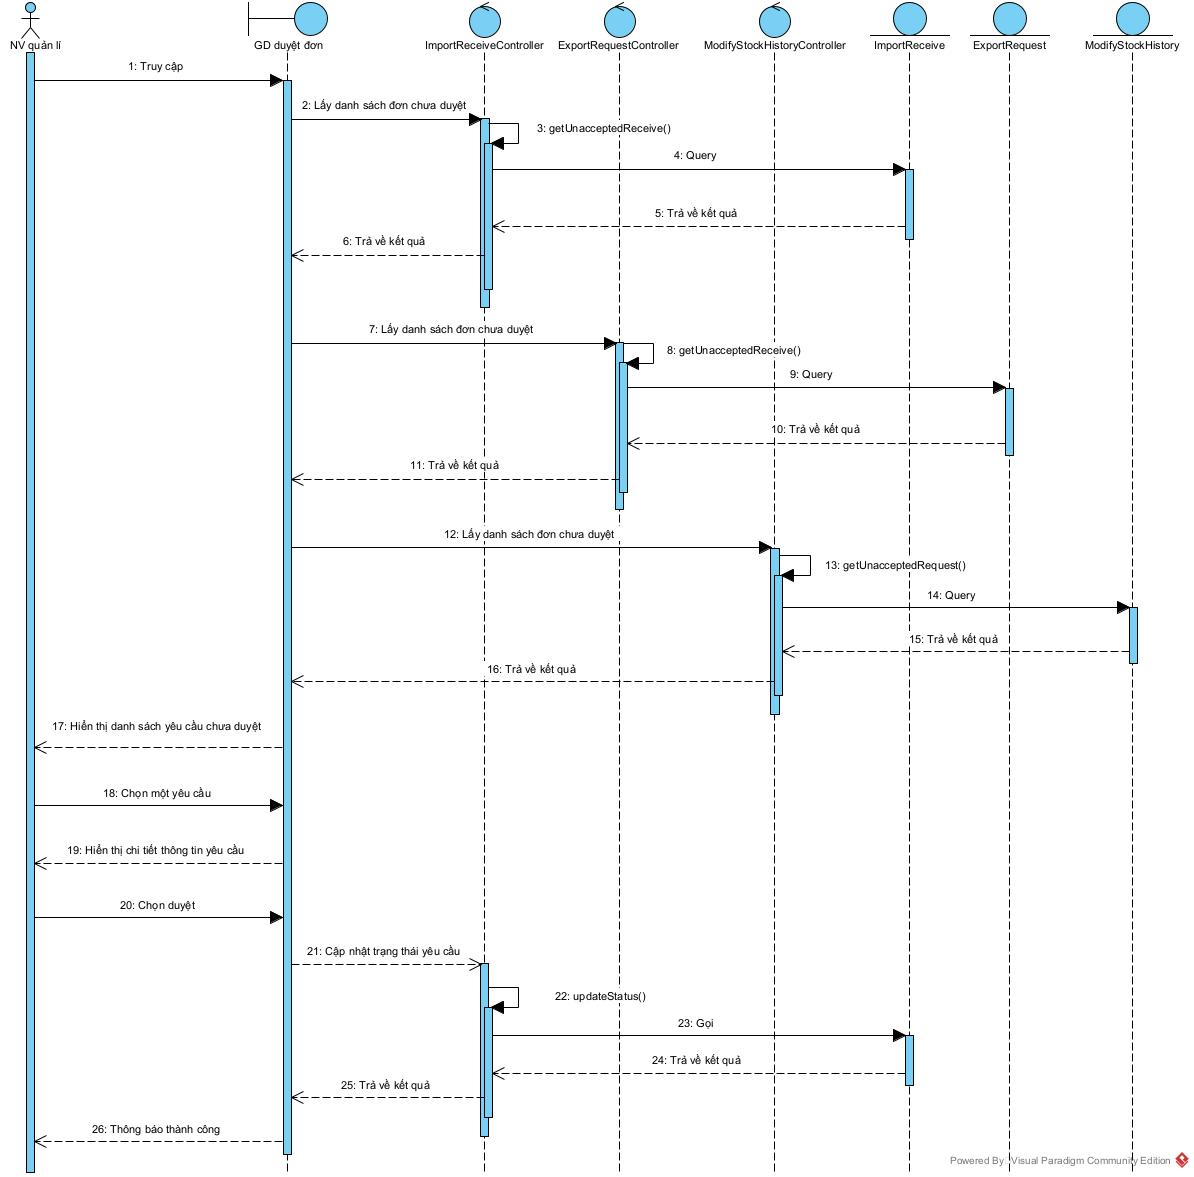 NV quản lí
GD duyệt đơn
ImportReceiveController
ExportRequestController
ModifyStockHistoryController
ImportReceive
ExportRequest
ModifyStockHistory
1: Truy cập
2: Lấy danh sách đơn chưa duyệt
3: getUnacceptedReceive()
4: Query
5: Trả về kết quả
6: Trả về kết quả
7: Lấy danh sách đơn chưa duyệt
8: getUnacceptedReceive()
9: Query
10: Trả về kết quả
11: Trả về kết quả
12: Lấy danh sách đơn chưa duyệt
13: getUnacceptedRequest()
14: Query
15: Trả về kết quả
16: Trả về kết quả
17: Hiển thị danh sách yêu cầu chưa duyệt
18: Chọn một yêu cầu
19: Hiển thị chi tiết thông tin yêu cầu
20: Chọn duyệt
21: Cập nhật trạng thái yêu cầu
22: updateStatus()
23: Gọi
24: Trả về kết quả
25: Trả về kết quả
26: Thông báo thành công
Powered By Visual Paradigm Community Edition